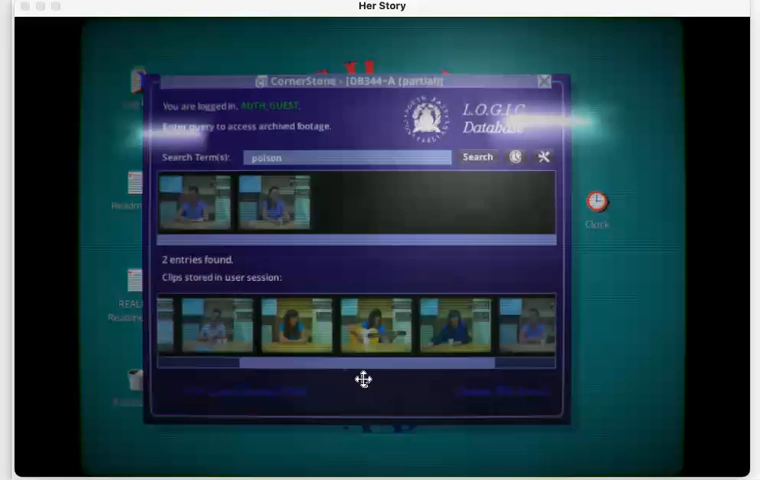 Her Story
CornerStone - [DB344-A (partial)]
You are logged in, AUTH_GUEST.
L.O.G.I.C
Enter query to access archived footage.
Database
Search Term(s):
poison
Search
2 entries found.
Clips stored in user session:
Clock